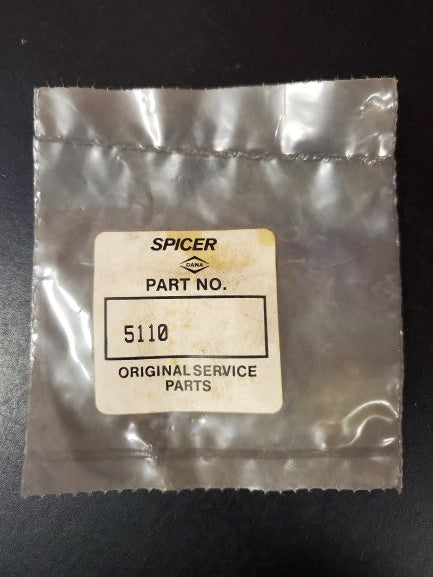 SPICER
DANA
PART NO.
5110
ORIGINAL SERVICE
PARTS